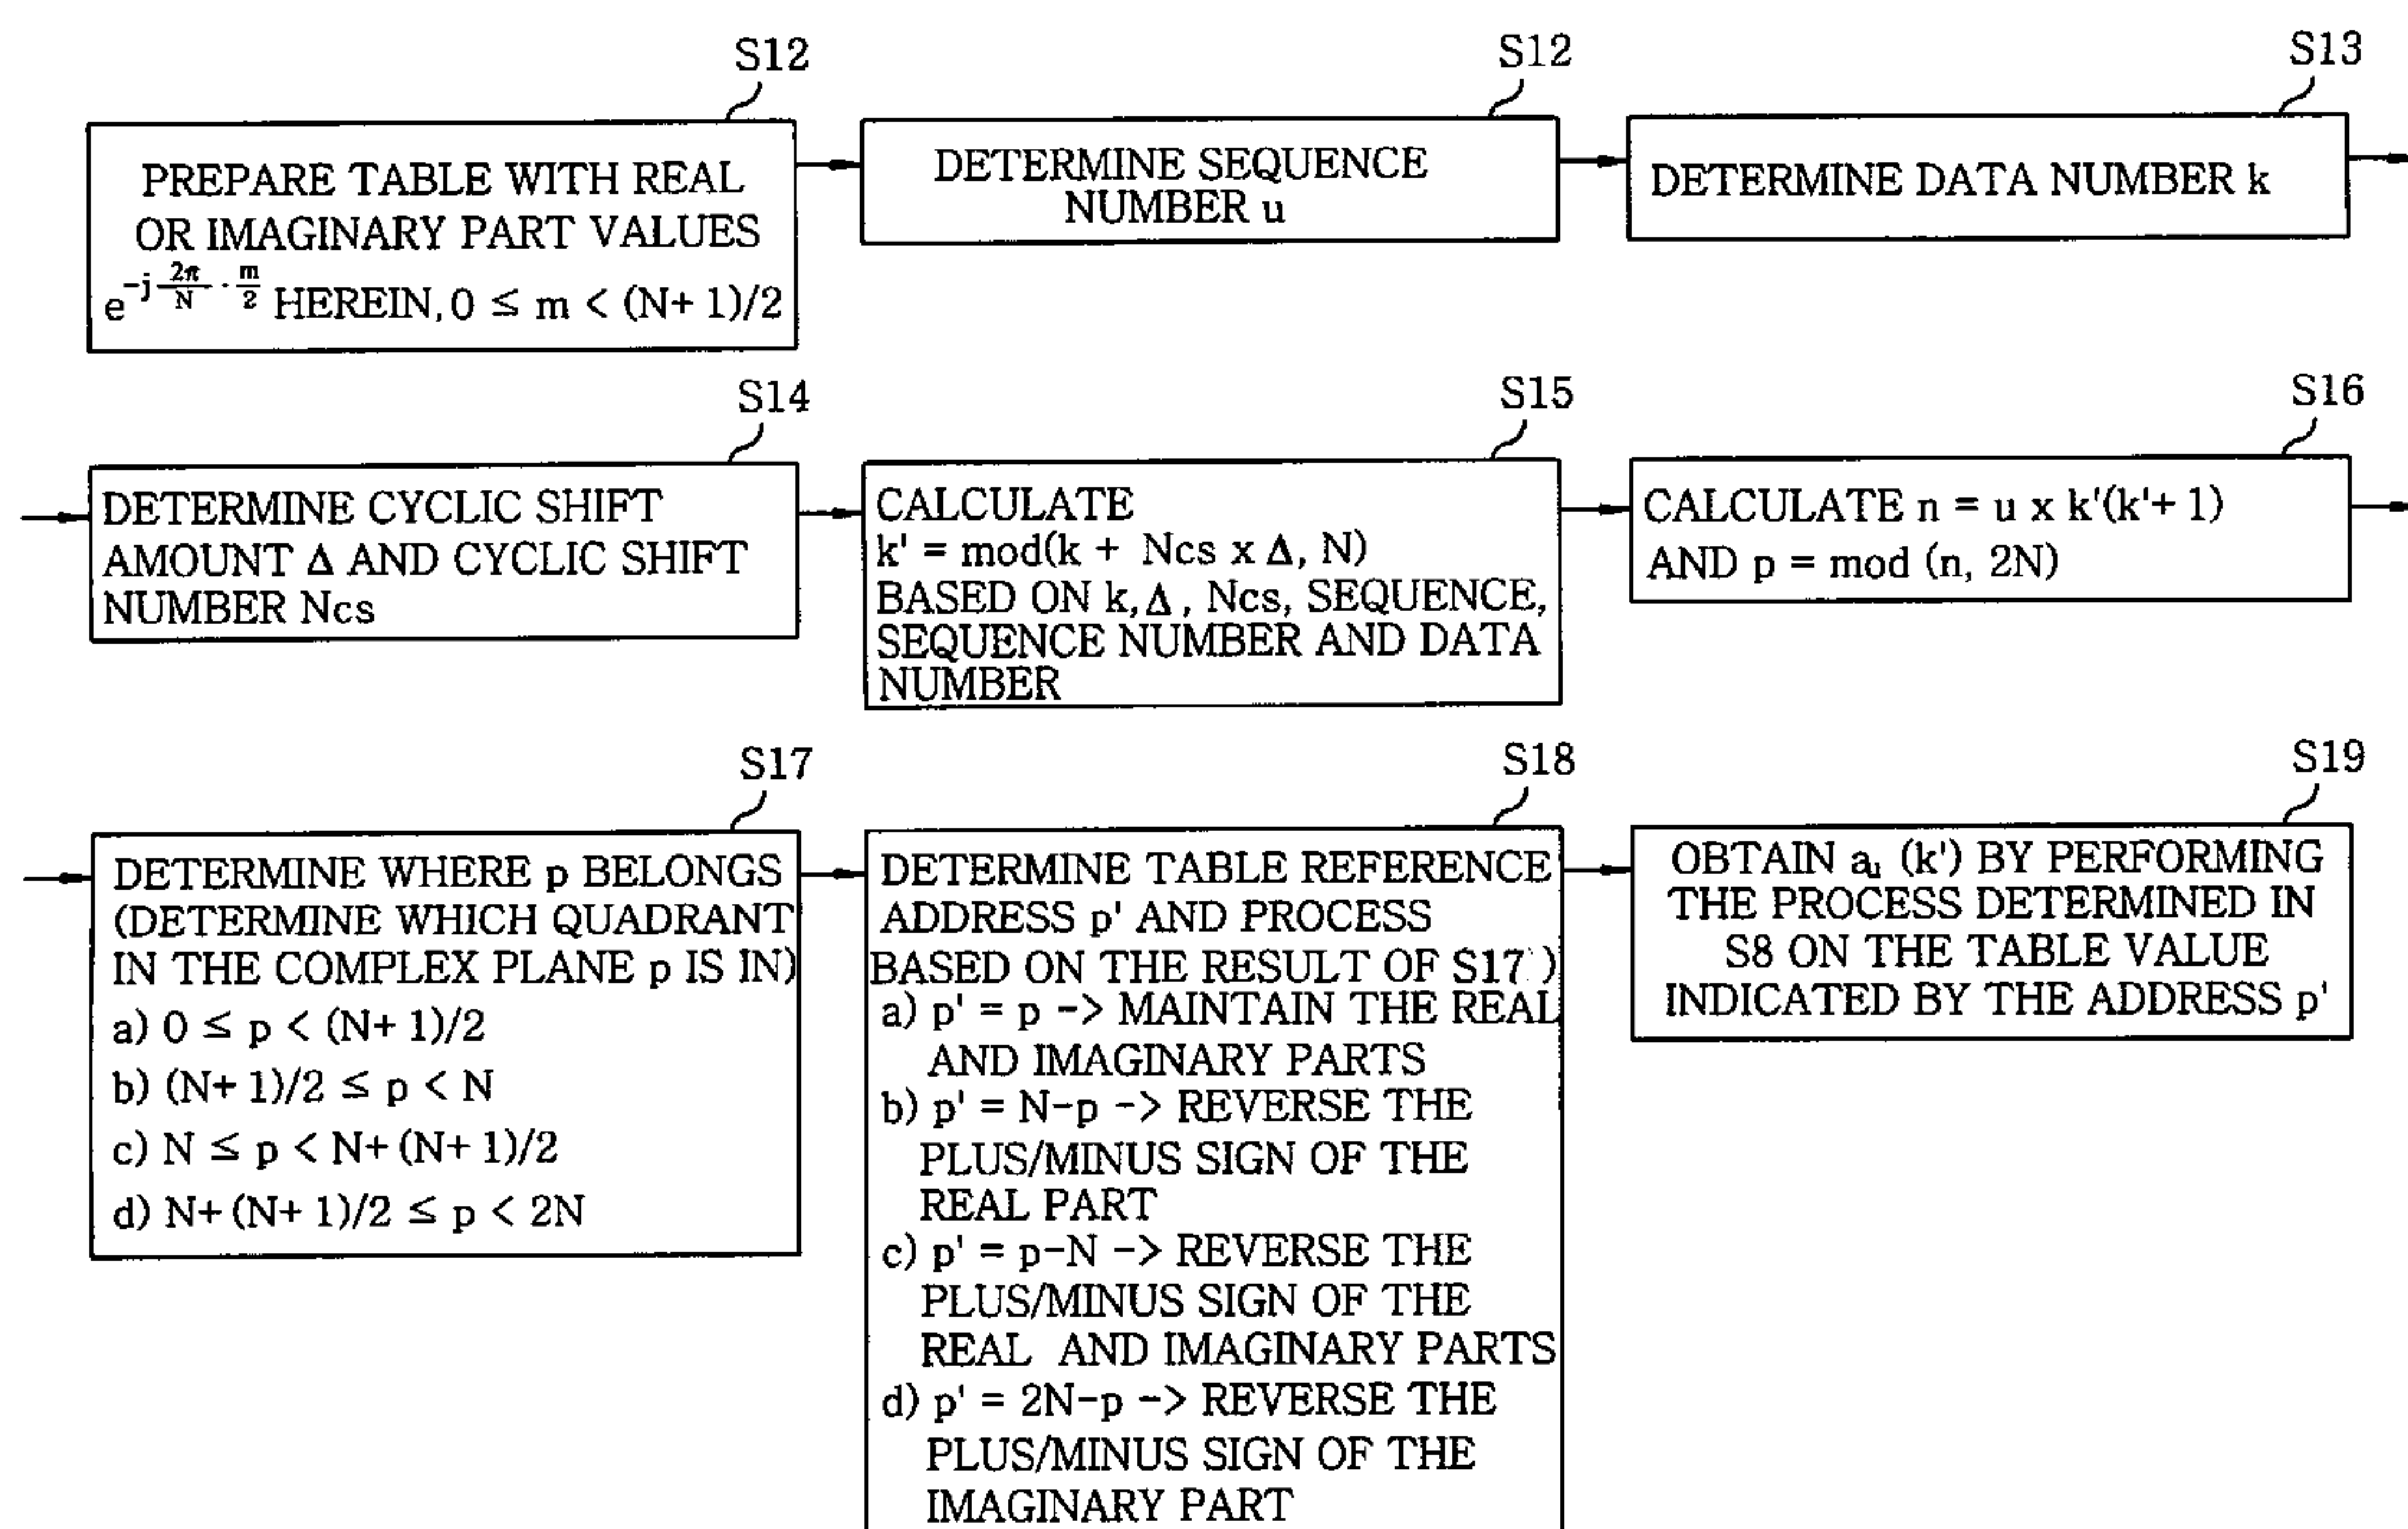 S12
PREPARE TABLE WITH REAL
OR IMAGINARY PART VALUES
e^{-j\frac{2π}{N}·\frac{m}{2}} HEREIN, 0 ≤ m < (N+1)/2
S12
DETERMINE SEQUENCE
NUMBER u
S13
DETERMINE DATA NUMBER k
S14
DETERMINE CYCLIC SHIFT
AMOUNT Δ AND CYCLIC SHIFT
NUMBER Ncs
S15
CALCULATE
k' = mod(k + Ncs x Δ, N)
BASED ON k, Δ, Ncs, SEQUENCE,
SEQUENCE NUMBER AND DATA
NUMBER
S16
CALCULATE n = u x k'(k'+1)
AND p = mod (n, 2N)
S17
DETERMINE WHERE p BELONGS
(DETERMINE WHICH QUADRANT
IN THE COMPLEX PLANE p IS IN)
a) 0 ≤ p < (N+1)/2
b) (N+1)/2 ≤ p < N
c) N ≤ p < N+(N+1)/2
d) N+(N+1)/2 ≤ p < 2N
S18
DETERMINE TABLE REFERENCE
ADDRESS p' AND PROCESS
BASED ON THE RESULT OF S17 )
a) p' = p -> MAINTAIN THE REAL
AND IMAGINARY PARTS
b) p' = N-p -> REVERSE THE
PLUS/MINUS SIGN OF THE
REAL PART
c) p' = p-N -> REVERSE THE
PLUS/MINUS SIGN OF THE
REAL AND IMAGINARY PARTS
d) p' = 2N-p -> REVERSE THE
PLUS/MINUS SIGN OF THE
IMAGINARY PART
S19
OBTAIN aᵤ (k') BY PERFORMING
THE PROCESS DETERMINED IN
S8 ON THE TABLE VALUE
INDICATED BY THE ADDRESS p'